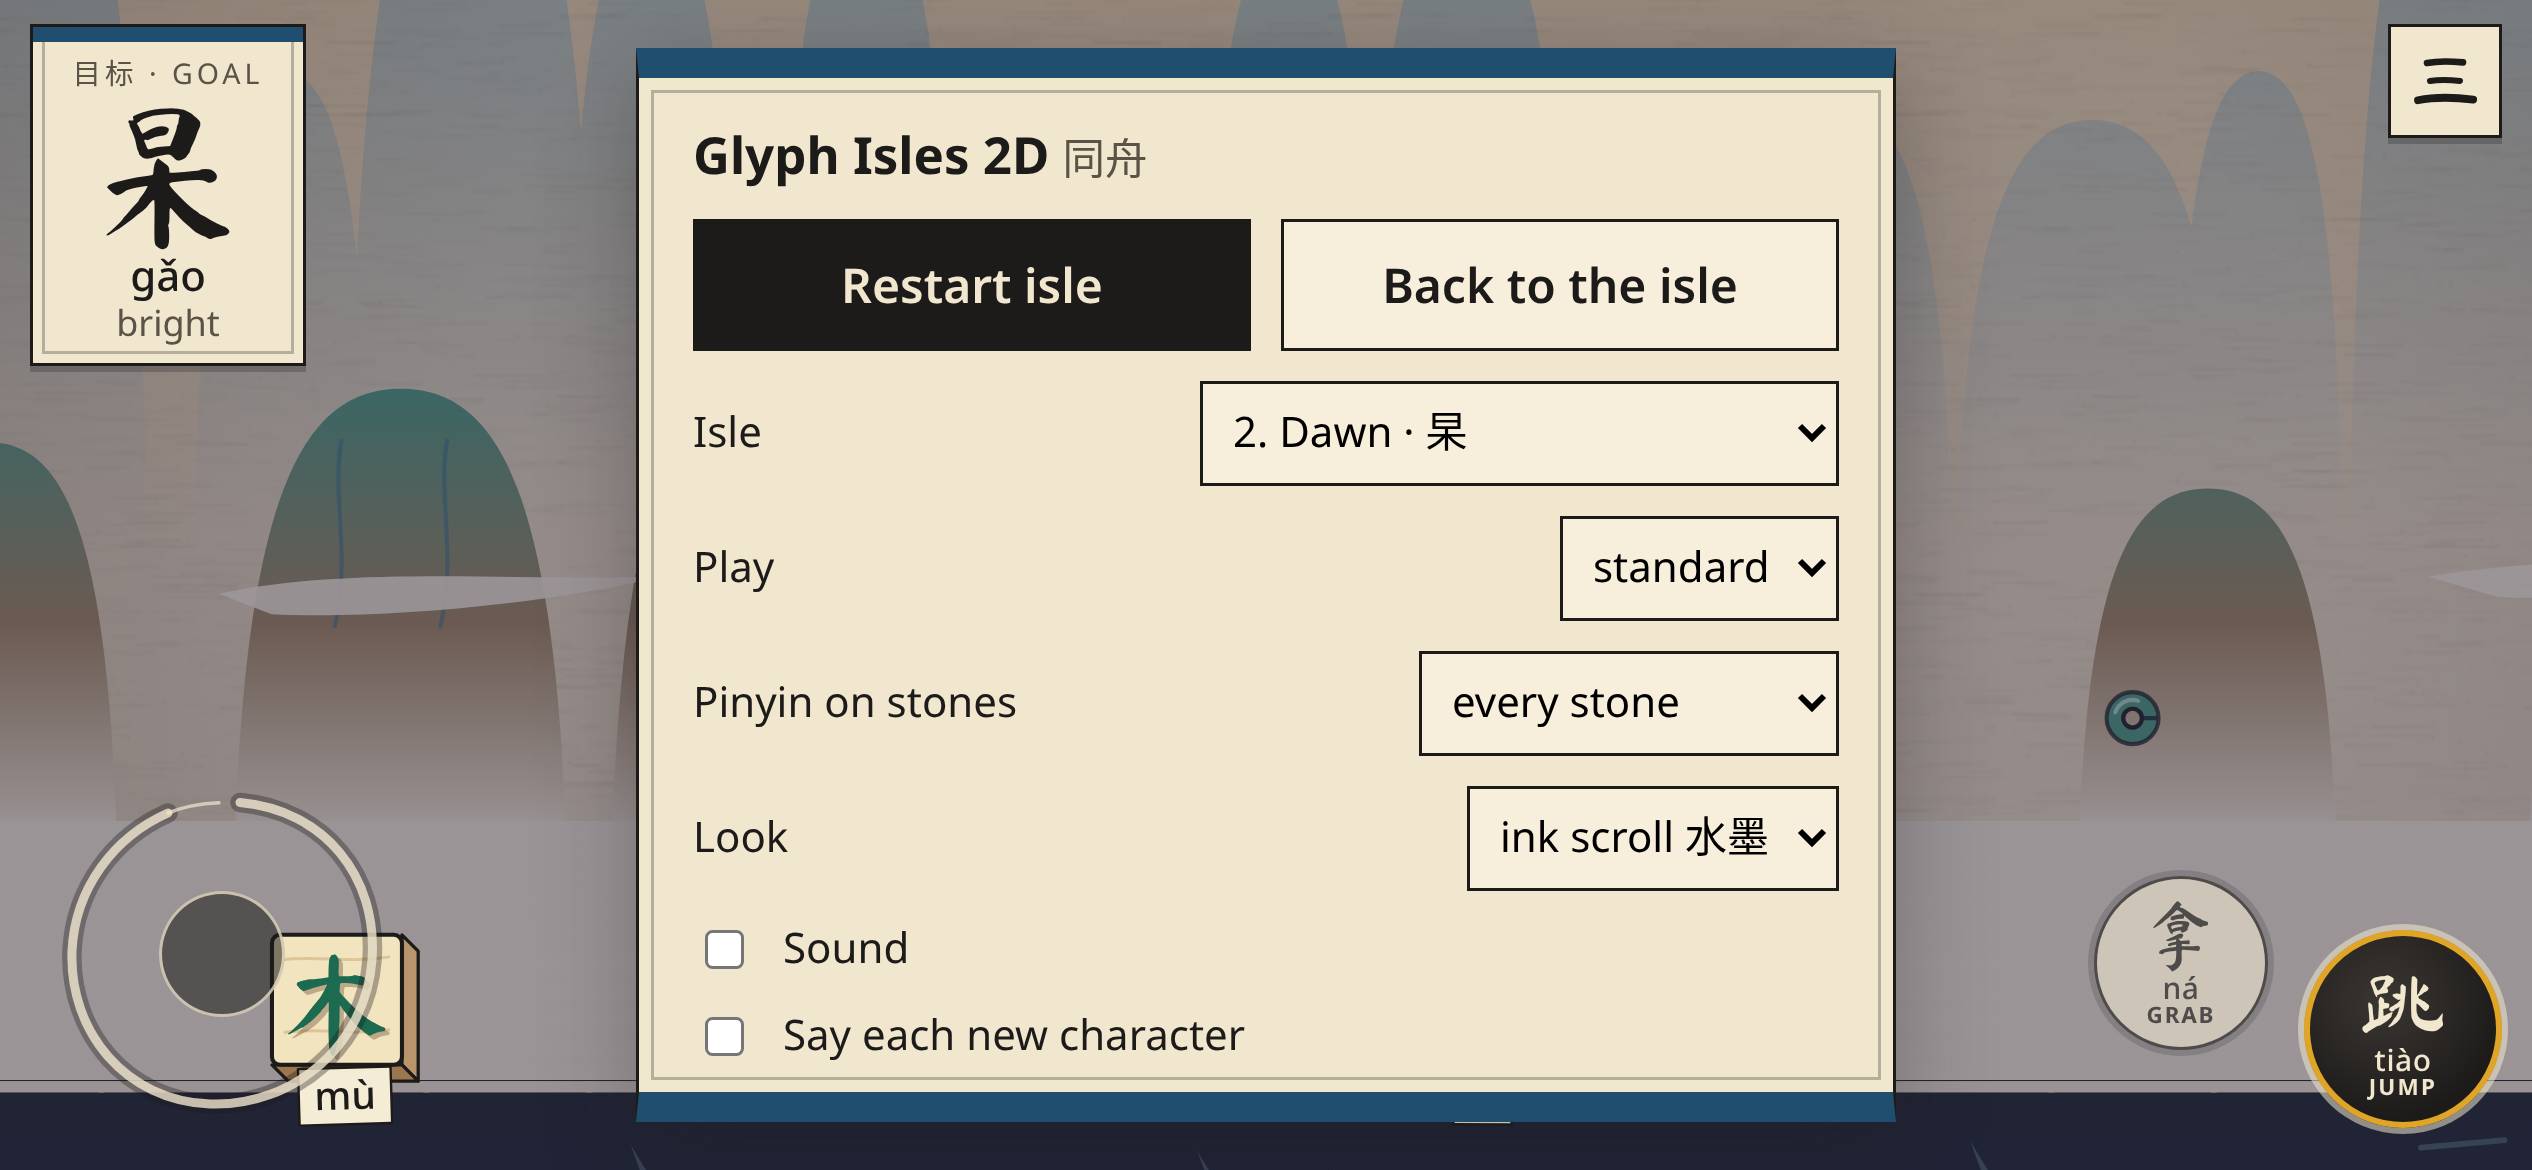 目标 · GOAL
杲
gǎo
bright
三
Glyph Isles 2D 同舟
Restart isle
Back to the isle
Isle
2. Dawn · 杲
Play
standard
Pinyin on stones
every stone
Look
ink scroll 水墨
Sound
Say each new character
木
mù
拿
ná
GRAB
跳
tiào
JUMP